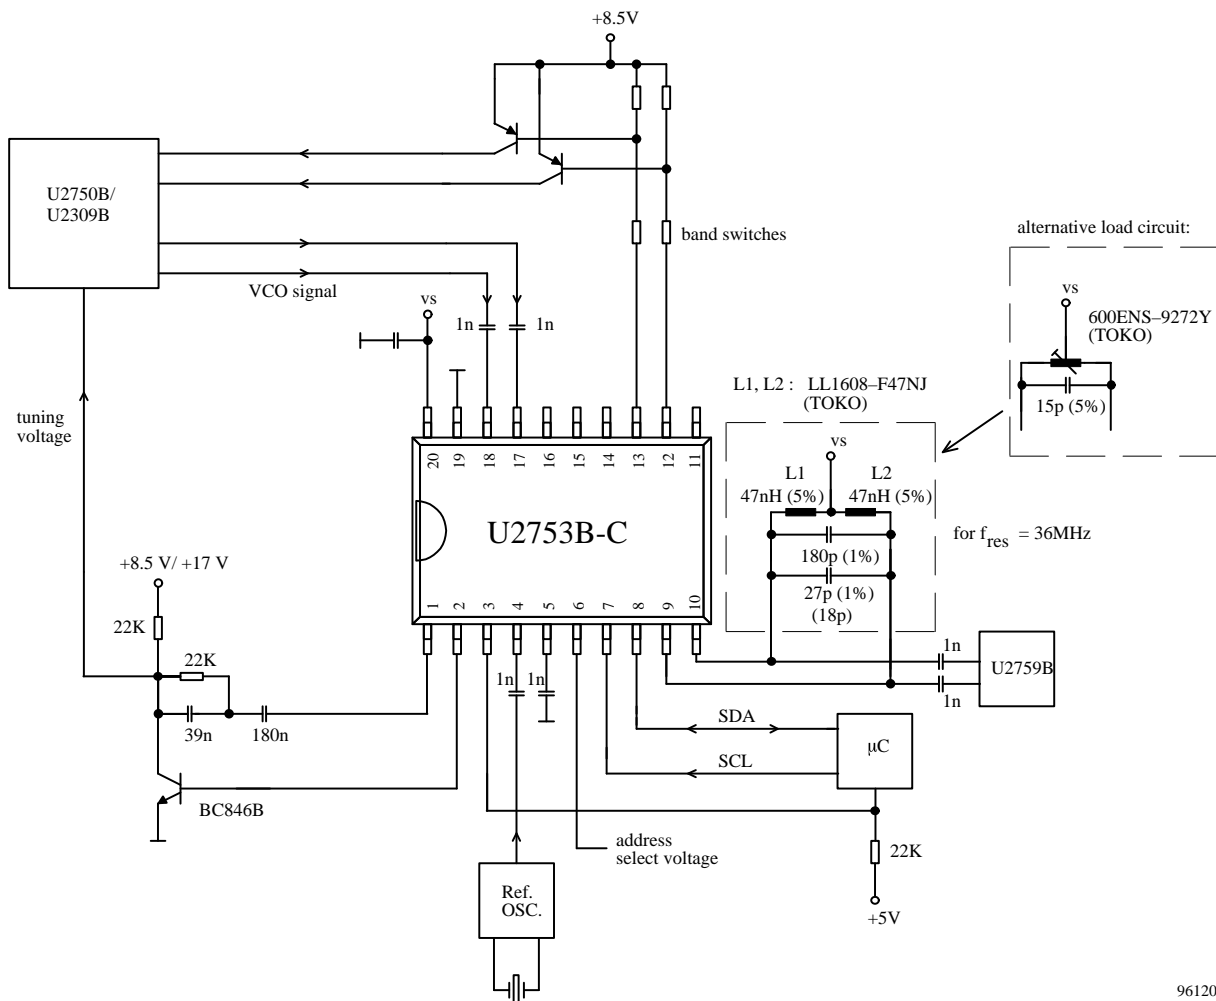 +8.5V
U2750B/
U2309B
band switches
alternative load circuit:
VCO signal
vs
1n
1n
vs
600ENS–9272Y
(TOKO)
15p (5%)
L1, L2 : LL1608–F47NJ
(TOKO)
tuning
voltage
20
19
18
17
16
15
14
13
12
11
vs
L1
L2
47nH (5%)
47nH (5%)
U2753B-C
for fres = 36MHz
180p (1%)
27p (1%)
(18p)
+8.5 V/ +17 V
1
2
3
4
5
6
7
8
9
10
22K
22K
39n
180n
1n
1n
1n
U2759B
1n
SDA
SCL
µC
BC846B
address
select voltage
22K
Ref.
OSC.
+5V
96120